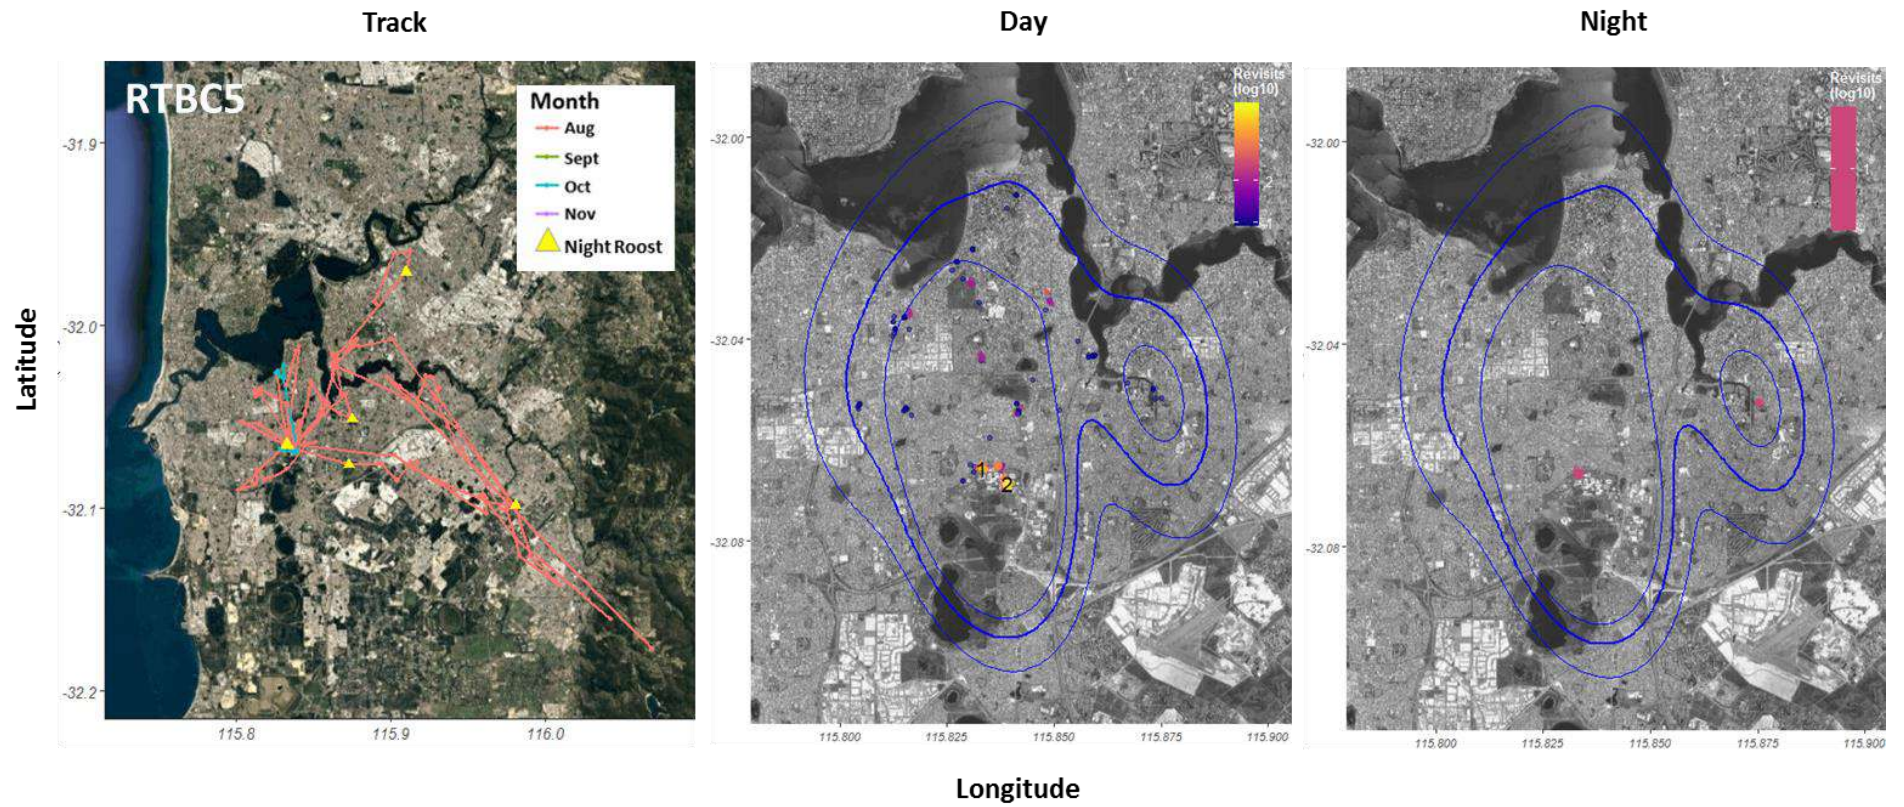 Track
Day
Night
RTBC5
Month
Aug
Sept
Oct
Nov
Night Roost
Latitude
-31.9
-32.0
-32.1
-32.2
115.8
115.9
116.0
Revisits
(log10)
2
1
-32.00
-32.04
-32.08
1
2
115.800
115.825
115.850
115.875
115.900
Revisits
(log10)
1
-32.00
-32.04
-32.08
115.800
115.825
115.850
115.875
115.900
Longitude